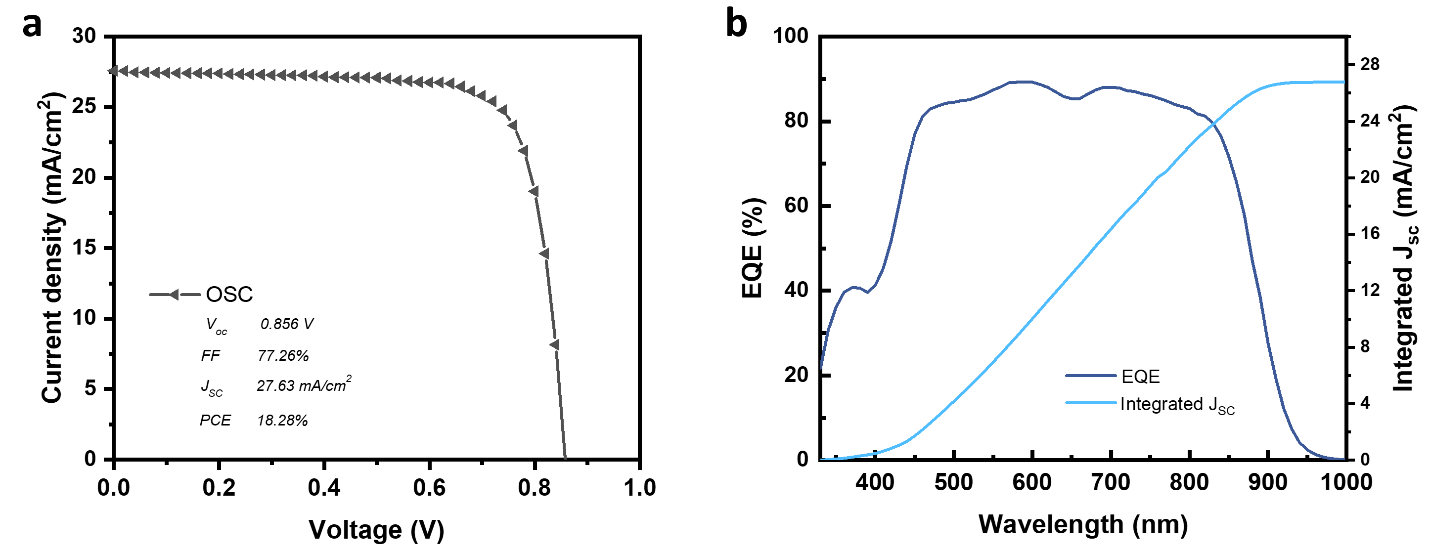 a
30
25
20
15
10
5
0
Current density (mA/cm²)
OSC
Voc 0.856 V
FF 77.26%
JSC 27.63 mA/cm²
PCE 18.28%
0.0 0.2 0.4 0.6 0.8 1.0
Voltage (V)
b
100
80
60
40
20
0
EQE (%)
28
24
20
16
12
8
4
0
Integrated Jsc (mA/cm²)
EQE
Integrated JSC
400 500 600 700 800 900 1000
Wavelength (nm)